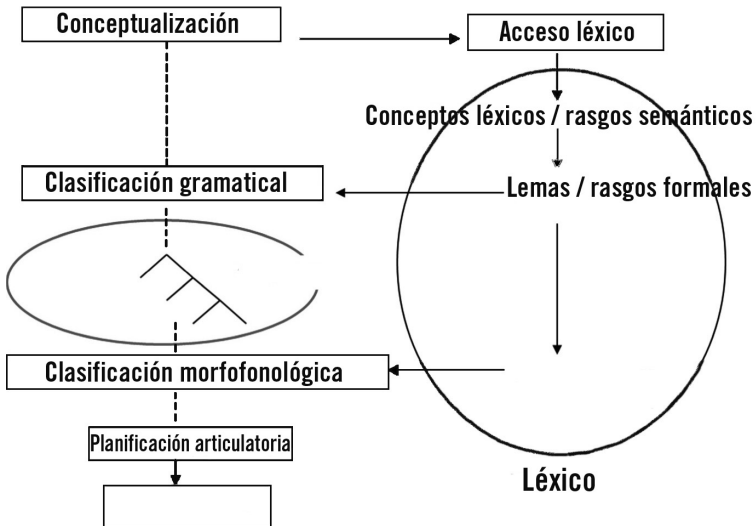 Conceptualización
Acceso léxico
Conceptos léxicos / rasgos semánticos
Clasificación gramatical
Lemas / rasgos formales
Clasificación morfofonológica
Planificación articulatoria
Léxico